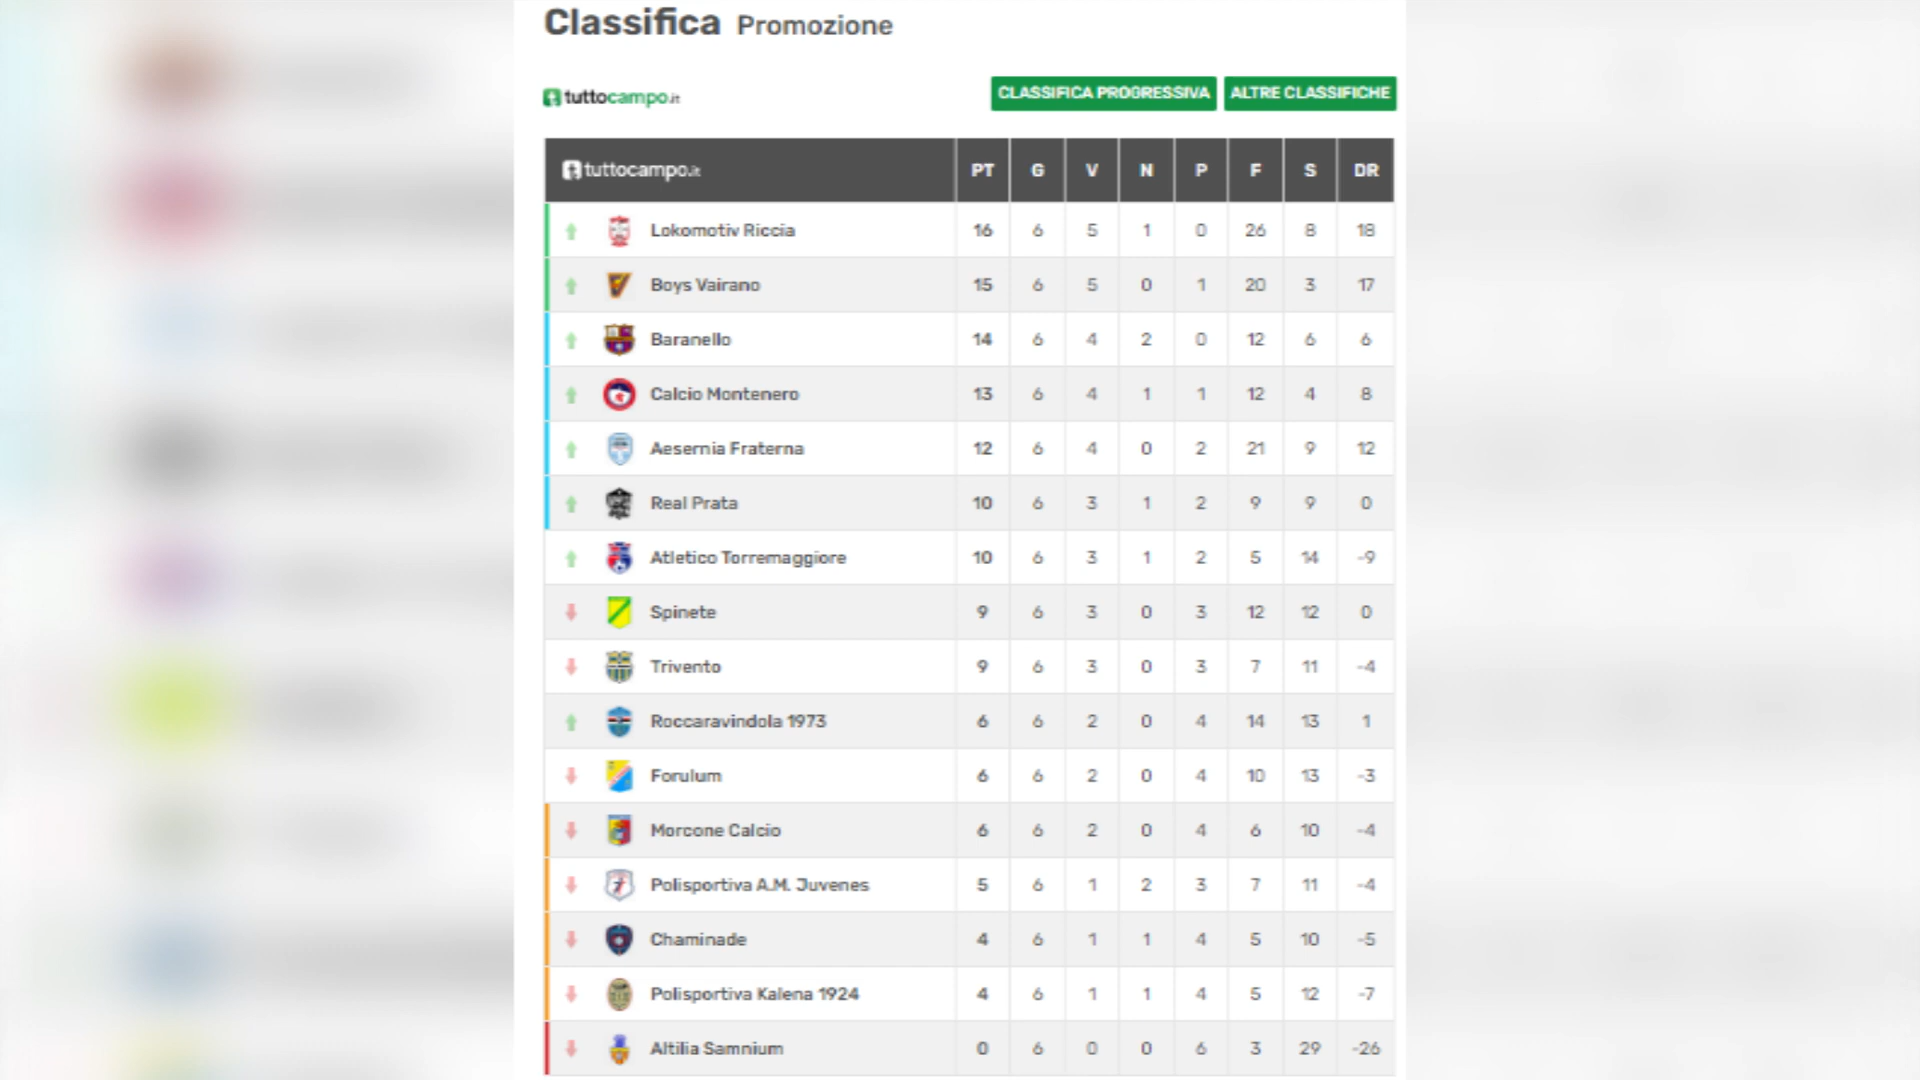 Classifica Promozione
tuttocampo.it CLASSIFICA PROGRESSIVA ALTRE CLASSIFICHE
tuttocampo.it PT G V N P F S DR
Lokomotiv Riccia 16 6 5 1 0 26 8 18
Boys Vairano 15 6 5 0 1 20 3 17
Baranello 14 6 4 2 0 12 6 6
Calcio Montenero 13 6 4 1 1 12 4 8
Aesernia Fraterna 12 6 4 0 2 21 9 12
Real Prata 10 6 3 1 2 9 9 0
Atletico Torremaggiore 10 6 3 1 2 5 14 -9
Spinete 9 6 3 0 3 12 12 0
Trivento 9 6 3 0 3 7 11 -4
Roccaravindola 1973 6 6 2 0 4 14 13 1
Forulum 6 6 2 0 4 10 13 -3
Morcone Calcio 6 6 2 0 4 6 10 -4
Polisportiva A.M. Juvenes 5 6 1 2 3 7 11 -4
Chaminade 4 6 1 1 4 5 10 -5
Polisportiva Kalena 1924 4 6 1 1 4 5 12 -7
Altilia Samnium 0 6 0 0 6 3 29 -26